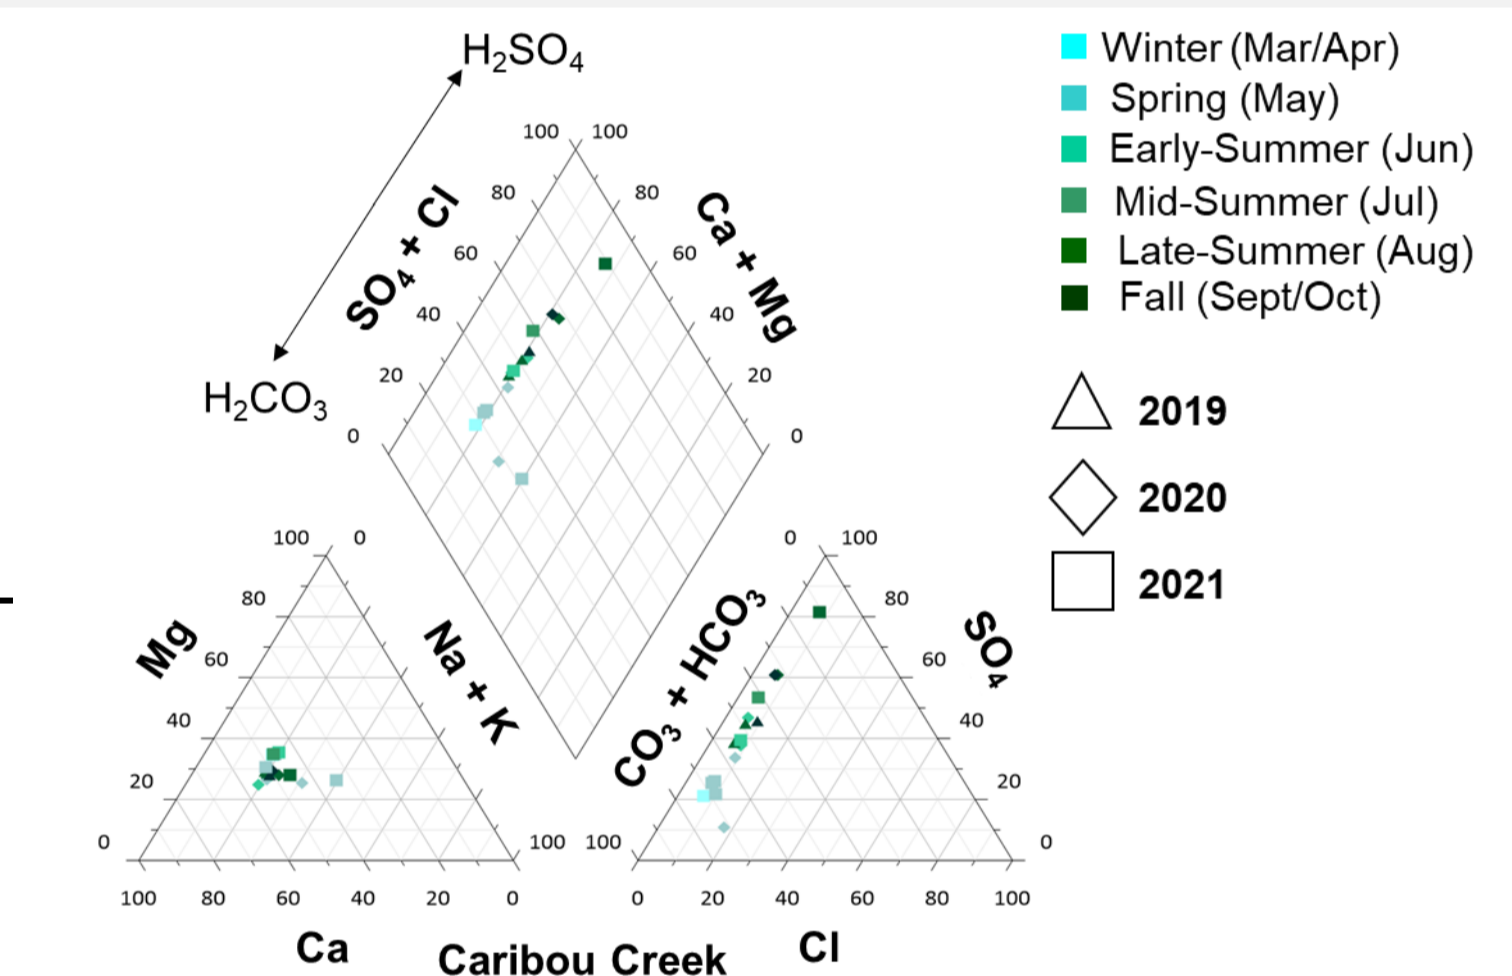 H₂SO₄
Winter (Mar/Apr)
Spring (May)
Early-Summer (Jun)
Mid-Summer (Jul)
Late-Summer (Aug)
Fall (Sept/Oct)
2019
2020
2021
100 100
80 80
60 60
40 40
20 20
0 0
SO₄ + Cl
Ca + Mg
H₂CO₃
100 0
80
60
40
20
0 100
Mg
Na + K
100 80 60 40 20 0
Ca
0 100
80
60
40
20
100 0
CO₃ + HCO₃
SO₄
0 20 40 60 80 100
Cl
Caribou Creek